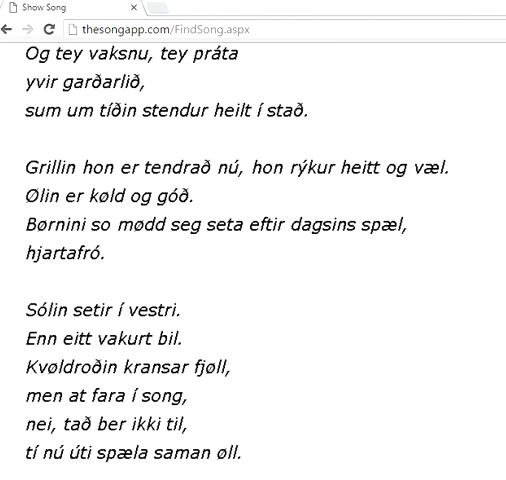 Show Song
thesongapp.com/FindSong.aspx
Og tey vaksnu, tey práta
yvir garðarlið,
sum um tíðin stendur heilt í stað.
Grillin hon er tendrað nú, hon rýkur heitt og væl.
Ølin er køld og góð.
Børnini so mødd seg seta eftir dagsins spæl,
hjartafró.
Sólin setir í vestri.
Enn eitt vakurt bil.
Kvøldroðin kransar fjøll,
men at fara í song,
nei, tað ber ikki til,
tí nú úti spæla saman øll.